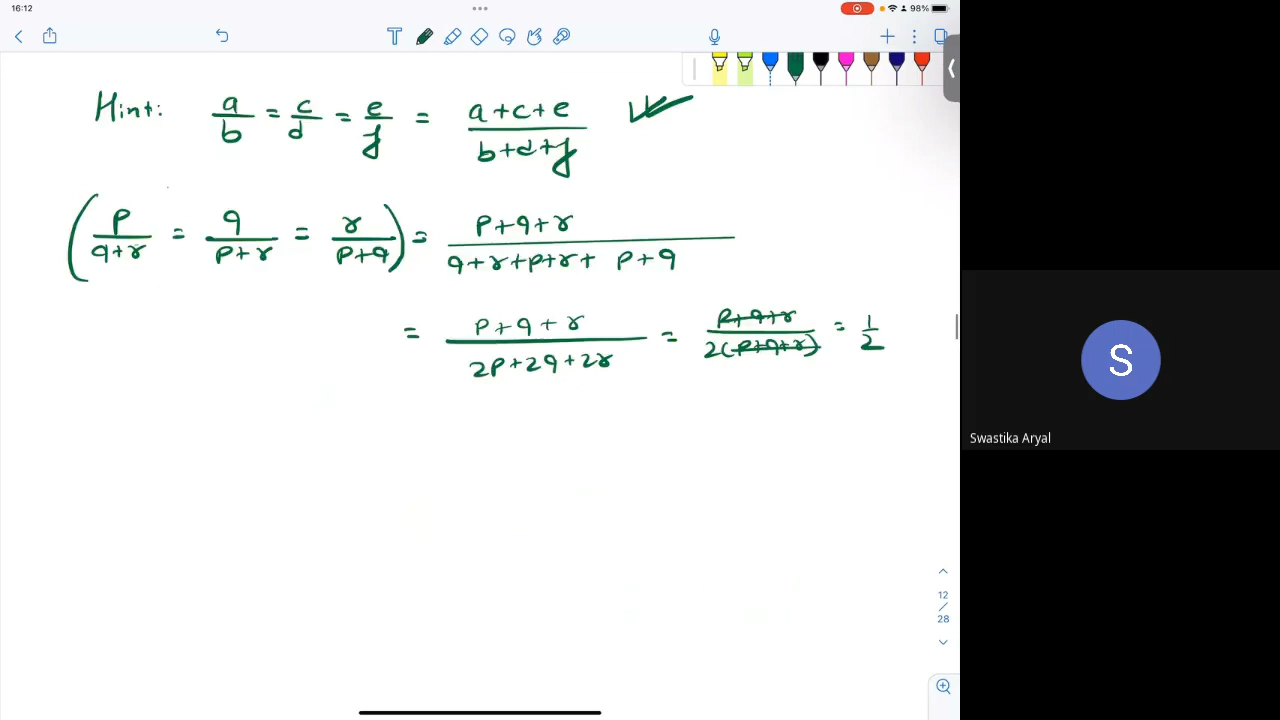 16:12
98%
Hint: a/b = c/d = e/f = (a+c+e)/(b+d+f)
(p/(q+r) = q/(p+r) = r/(p+q)) = (p+q+r)/(q+r+p+r+ p+q)
= (p+q+r)/(2p+2q+2r) = (p+q+r)/(2(p+q+r)) = 1/2
S
Swastika Aryal
12
/
28